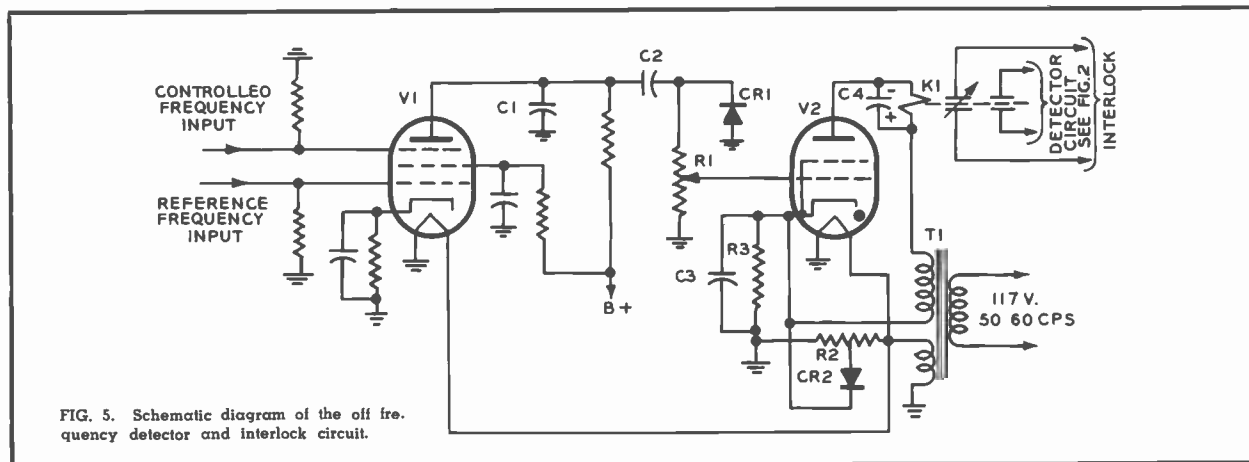 CONTROLLED
FREQUENCY
INPUT
REFERENCE
FREQUENCY
INPUT
V1
C1
C2
CR1
R1
B+
V2
C4
-
+
K1
DETECTOR
CIRCUIT
SEE FIG.2
INTERLOCK
C3
R3
R2
CR2
T1
117 V.
50 60 CPS
FIG. 5. Schematic diagram of the off fre-
quency detector and interlock circuit.